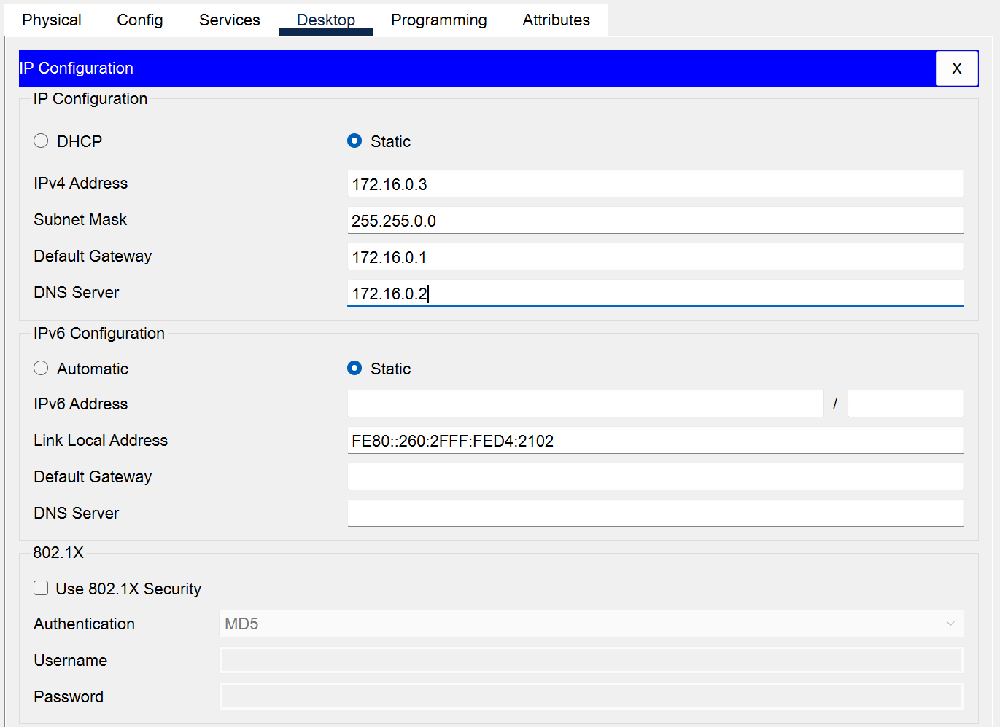 Physical Config Services Desktop Programming Attributes
IP Configuration X
IP Configuration
DHCP Static
IPv4 Address 172.16.0.3
Subnet Mask 255.255.0.0
Default Gateway 172.16.0.1
DNS Server 172.16.0.2
IPv6 Configuration
Automatic Static
IPv6 Address /
Link Local Address FE80::260:2FFF:FED4:2102
Default Gateway
DNS Server
802.1X
Use 802.1X Security
Authentication MD5
Username
Password